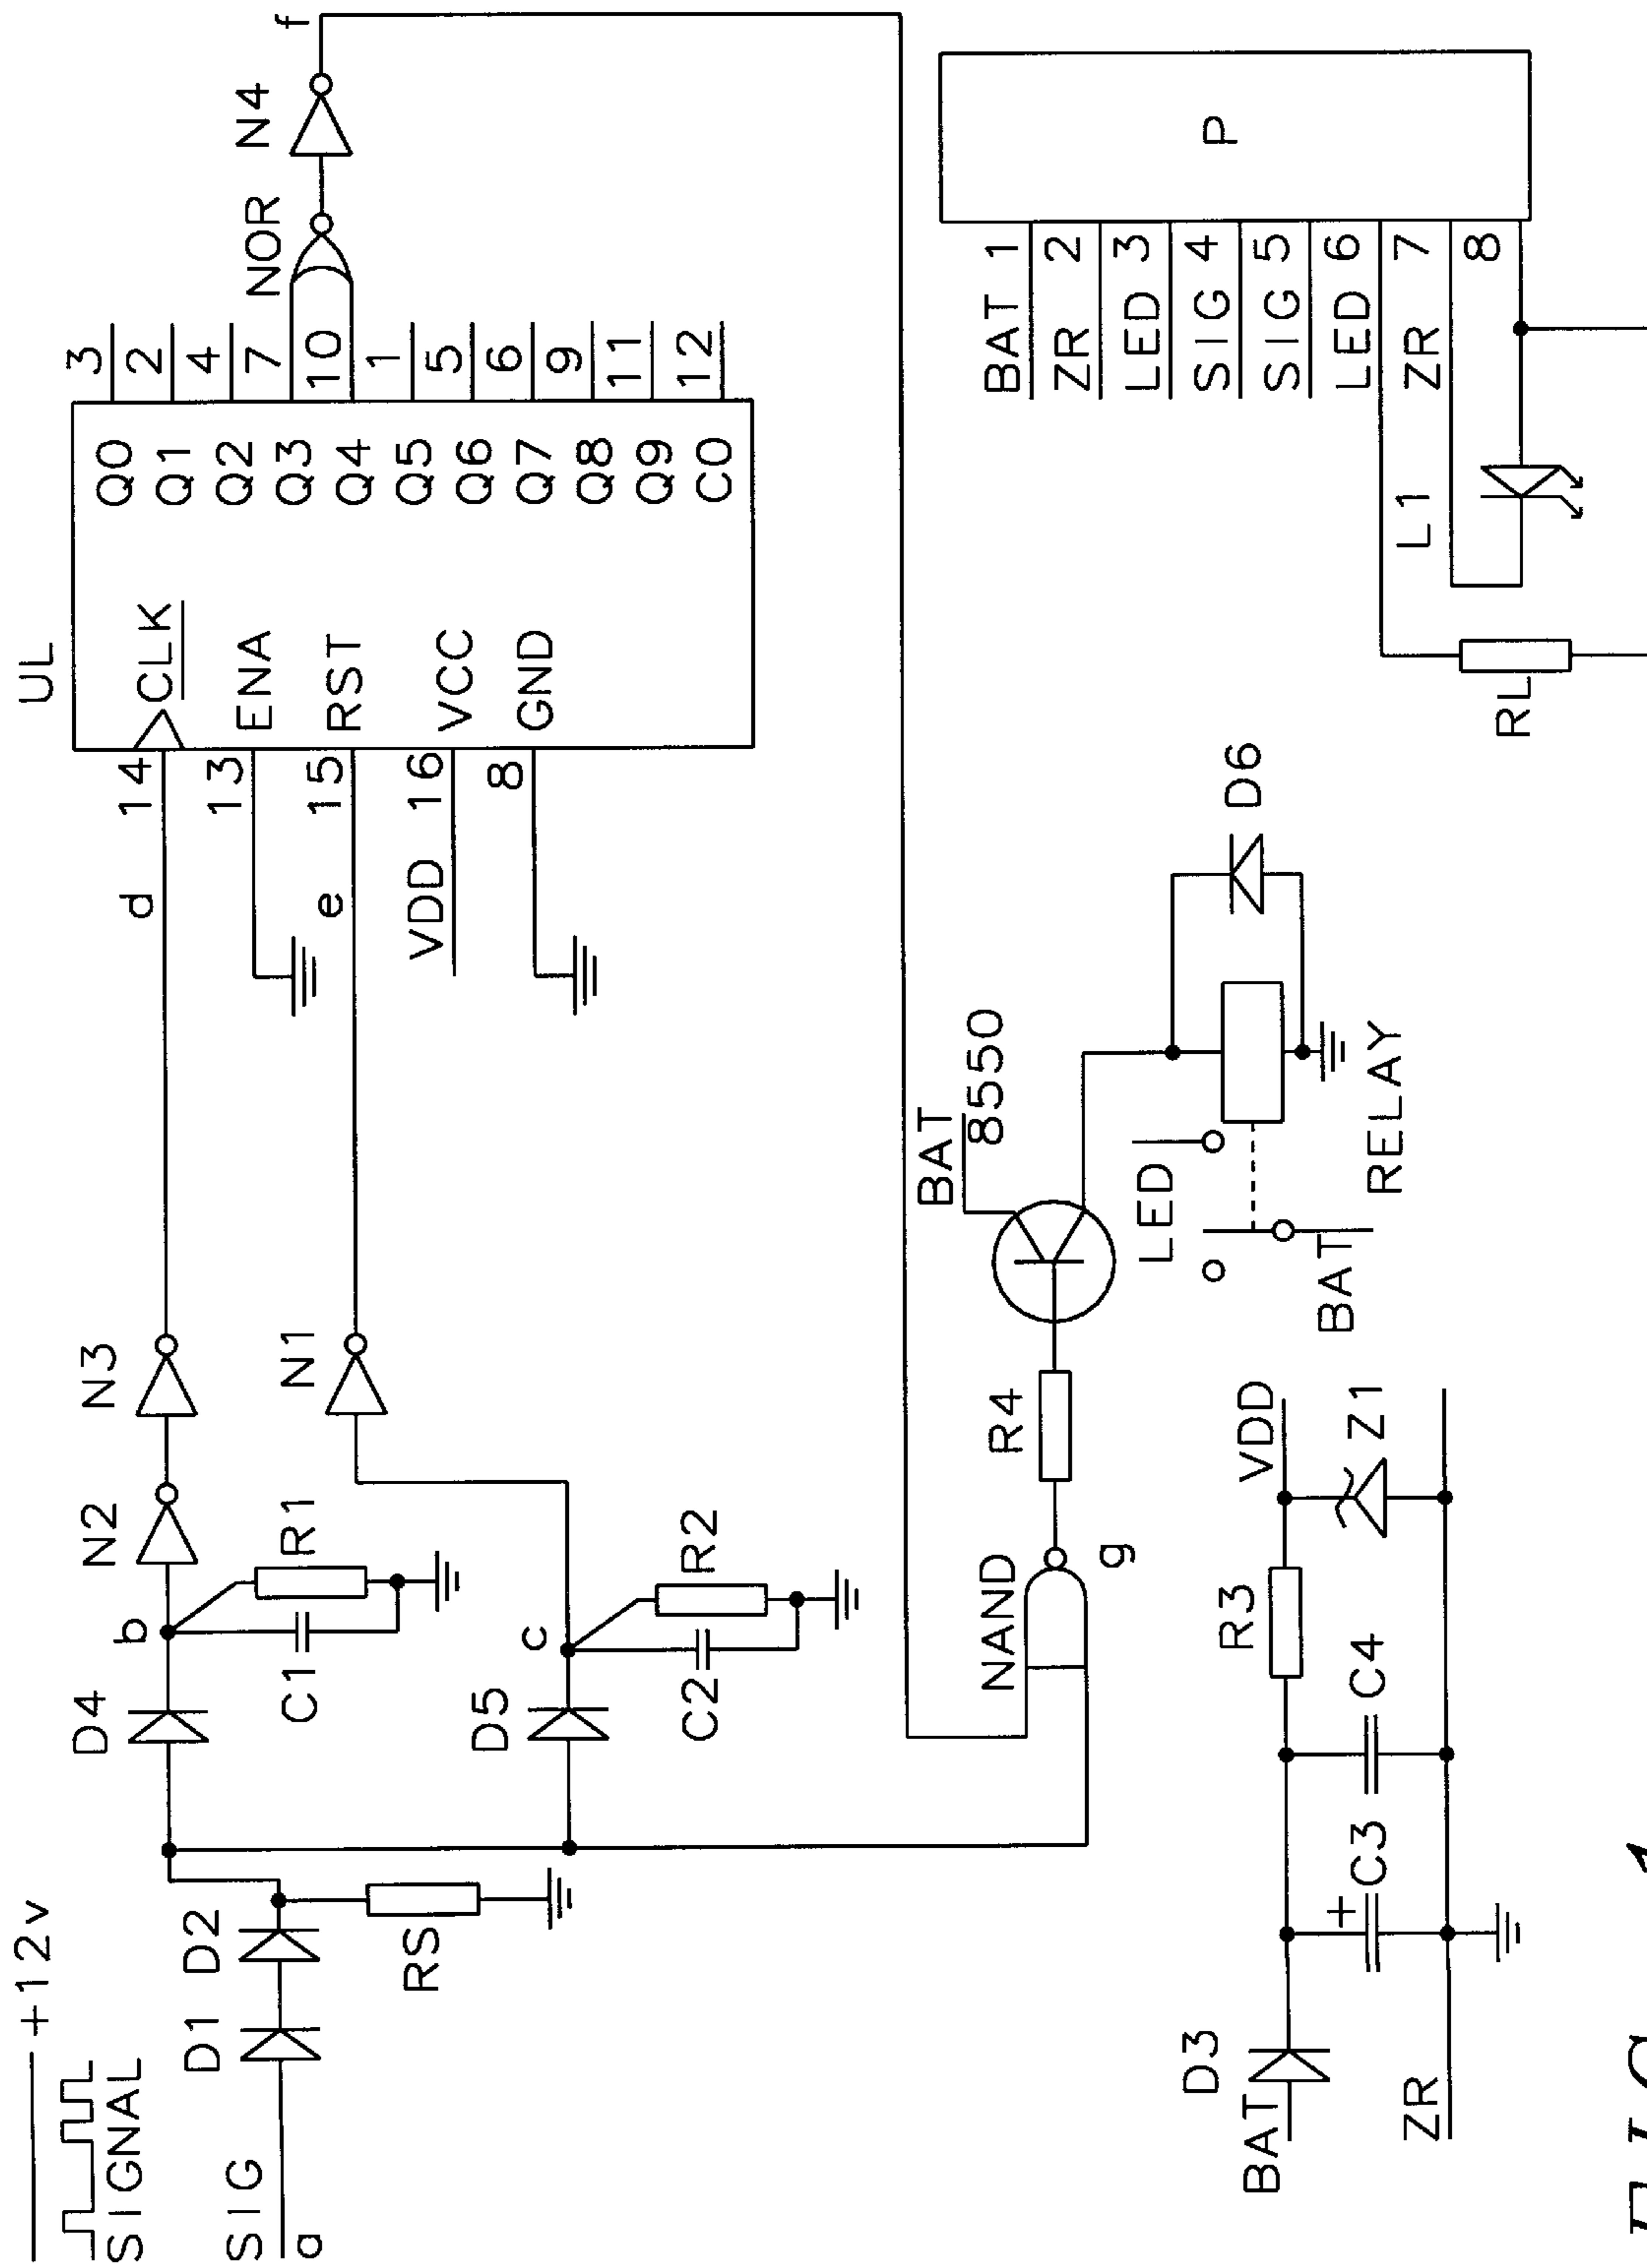 +12v
SIGNAL
SIG
a
D1
D2
RS
D4
b
C1
R1
N2
N3
D5
c
C2
R2
N1
d
e
14
13
15
VDD 16
8
UL
CLK
ENA
RST
VCC
GND
Q0
Q1
Q2
Q3
Q4
Q5
Q6
Q7
Q8
Q9
CO
3
2
4
7
10
1
5
6
9
11
12
NOR
N4
f
NAND
g
R4
BAT
8550
LED
BAT
RELAY
D6
BAT
ZR
D3
C3
+
C4
R3
VDD
Z1
BAT 1
ZR 2
LED 3
SIG 4
SIG 5
LED 6
ZR 7
8
P
L1
RL